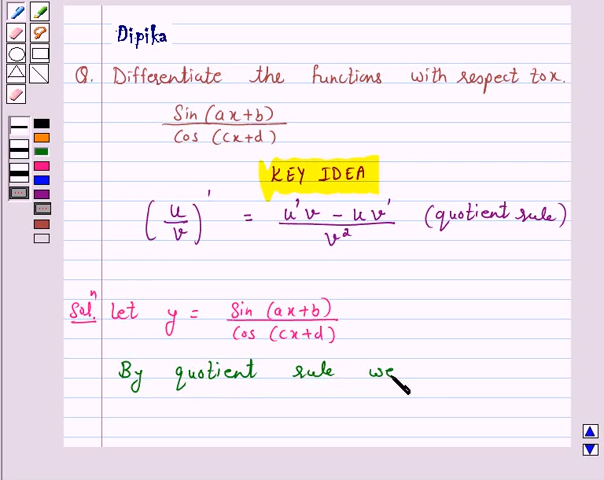 Dipika
Q. Differentiate the functions with respect to x.
Sin (ax+b)
cos (cx+d)
KEY IDEA
(u/v)' = u'v - uv' / v² (quotient rule)
Solⁿ. Let y = Sin (ax+b) / cos (cx+d)
By quotient rule we